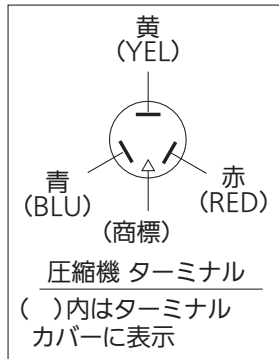 黄
(YEL)
青
(BLU)
赤
(RED)
(商標)
圧縮機 ターミナル
(　)内はターミナル
カバーに表示